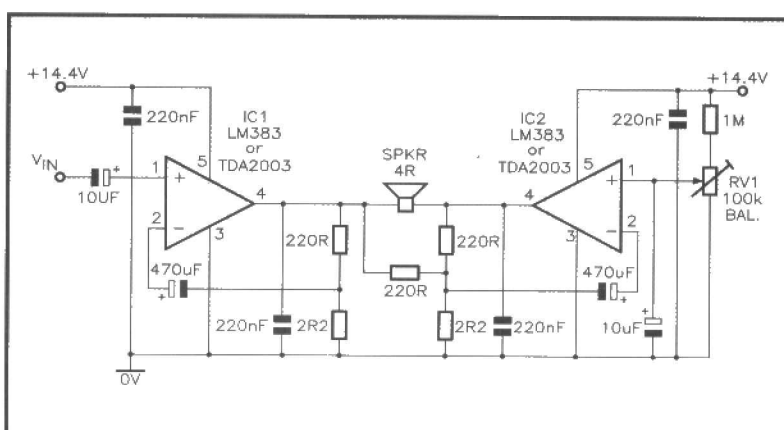 +14.4V
220nF
IC1
LM383
or
TDA2003
VIN
10UF
+
1
+
5
4
2
−
3
470uF
+
220R
220nF
2R2
SPKR
4R
220R
220R
2R2
220nF
IC2
LM383
or
TDA2003
5
4
+
1
−
2
3
470uF
+
+14.4V
220nF
1M
RV1
100k
BAL.
+
10uF
0V